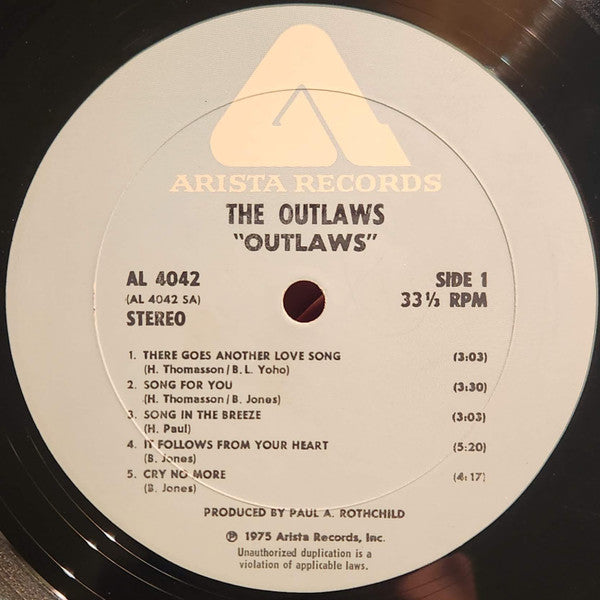 ARISTA RECORDS
THE OUTLAWS
"OUTLAWS"
AL 4042 SIDE 1
(AL 4042 SA) 33⅓ RPM
STEREO
1. THERE GOES ANOTHER LOVE SONG (3:03)
(H. Thomasson/B.L. Yoho)
2. SONG FOR YOU (3:30)
(H. Thomasson/B. Jones)
3. SONG IN THE BREEZE (3:03)
(H. Paul)
4. IT FOLLOWS FROM YOUR HEART (5:20)
(B. Jones)
5. CRY NO MORE (4:17)
(B. Jones)
PRODUCED BY PAUL A. ROTHCHILD
℗ 1975 Arista Records, Inc.
Unauthorized duplication is a
violation of applicable laws.